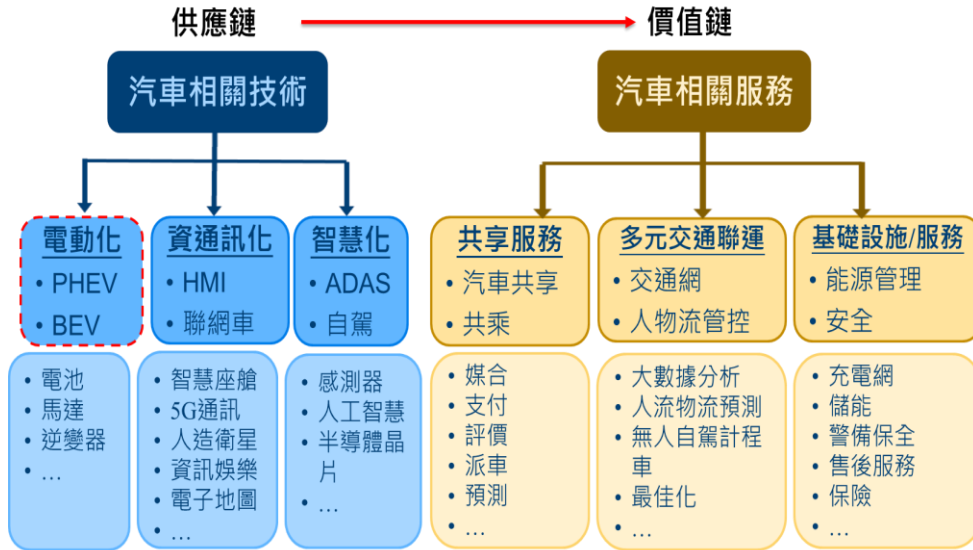 供應鏈
價值鏈
汽車相關技術
汽車相關服務
電動化
• PHEV
• BEV
資通訊化
• HMI
• 聯網車
智慧化
• ADAS
• 自駕
共享服務
• 汽車共享
• 共乘
多元交通聯運
• 交通網
• 人物流管控
基礎設施/服務
• 能源管理
• 安全
• 電池
• 馬達
• 逆變器
• …
• 智慧座艙
• 5G通訊
• 人造衛星
• 資訊娛樂
• 電子地圖
• …
• 感測器
• 人工智慧
• 半導體晶
片
• …
• 媒合
• 支付
• 評價
• 派車
• 預測
• …
• 大數據分析
• 人流物流預測
• 無人自駕計程
車
• 最佳化
• …
• 充電網
• 儲能
• 警備保全
• 售後服務
• 保險
• …